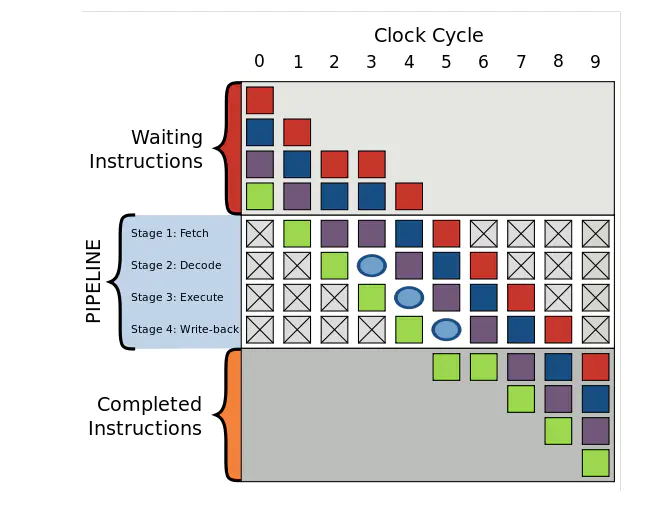 Clock Cycle
0 1 2 3 4 5 6 7 8 9
Waiting
Instructions
PIPELINE
Stage 1: Fetch
Stage 2: Decode
Stage 3: Execute
Stage 4: Write-back
Completed
Instructions